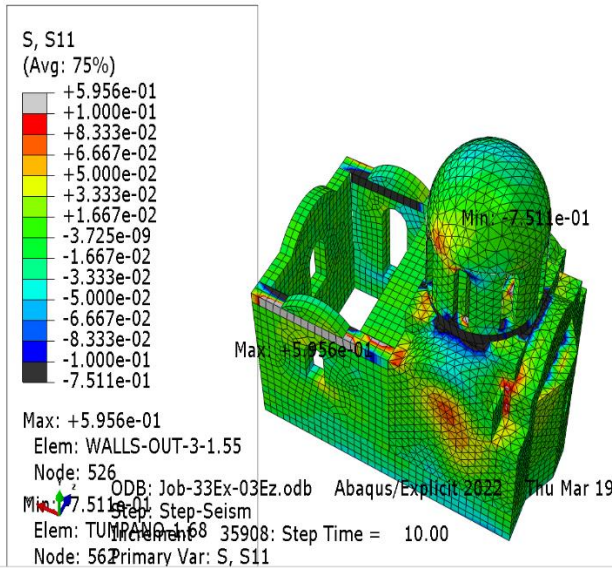 S, S11
(Avg: 75%)
+5.956e-01
+1.000e-01
+8.333e-02
+6.667e-02
+5.000e-02
+3.333e-02
+1.667e-02
-3.725e-09
-1.667e-02
-3.333e-02
-5.000e-02
-6.667e-02
-8.333e-02
-1.000e-01
-7.511e-01
Min: -7.511e-01
Max: +5.956e-01
Max: +5.956e-01
Elem: WALLS-OUT-3-1.55
Node: 526
Min: -7.511e-01
Elem: TUMPANO-1.68
Node: 562
ODB: Job-33Ex-03Ez.odb Abaqus/Explicit 2022 Thu Mar 19
Step: Step-Seism
Increment 35908: Step Time = 10.00
Primary Var: S, S11